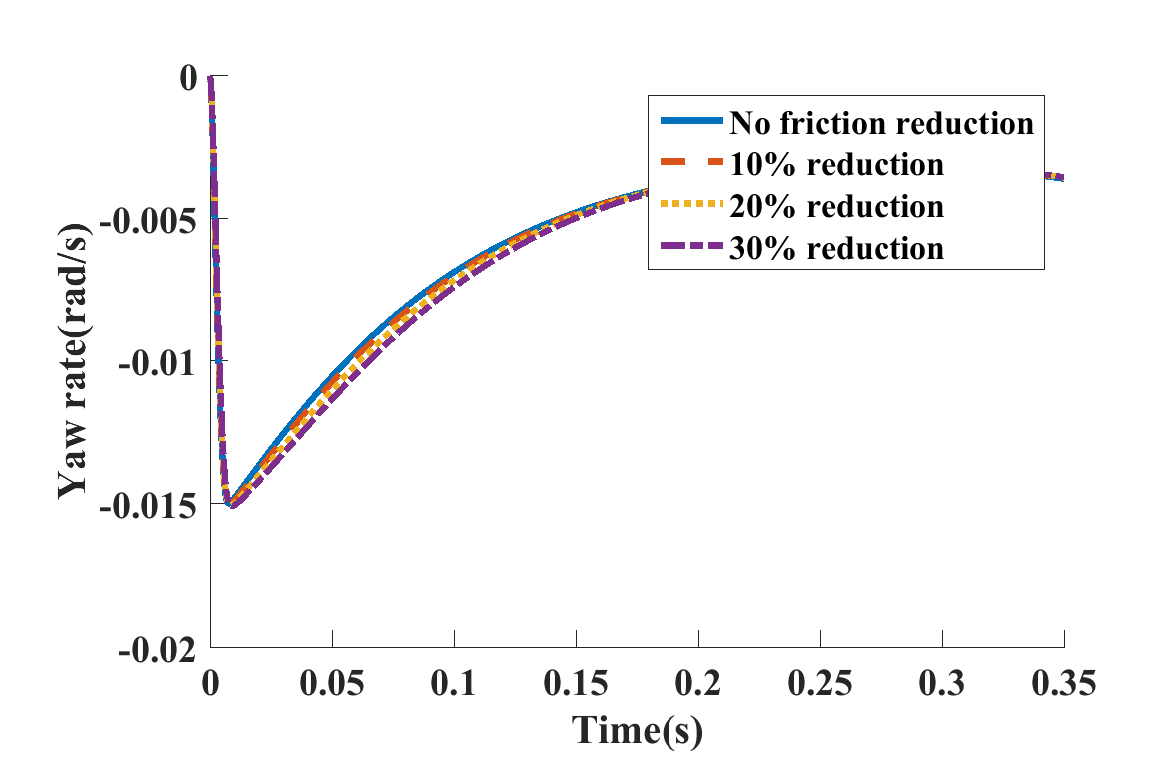 0
-0.005
-0.01
-0.015
-0.02
Yaw rate(rad/s)
No friction reduction
10% reduction
20% reduction
30% reduction
0 0.05 0.1 0.15 0.2 0.25 0.3 0.35
Time(s)